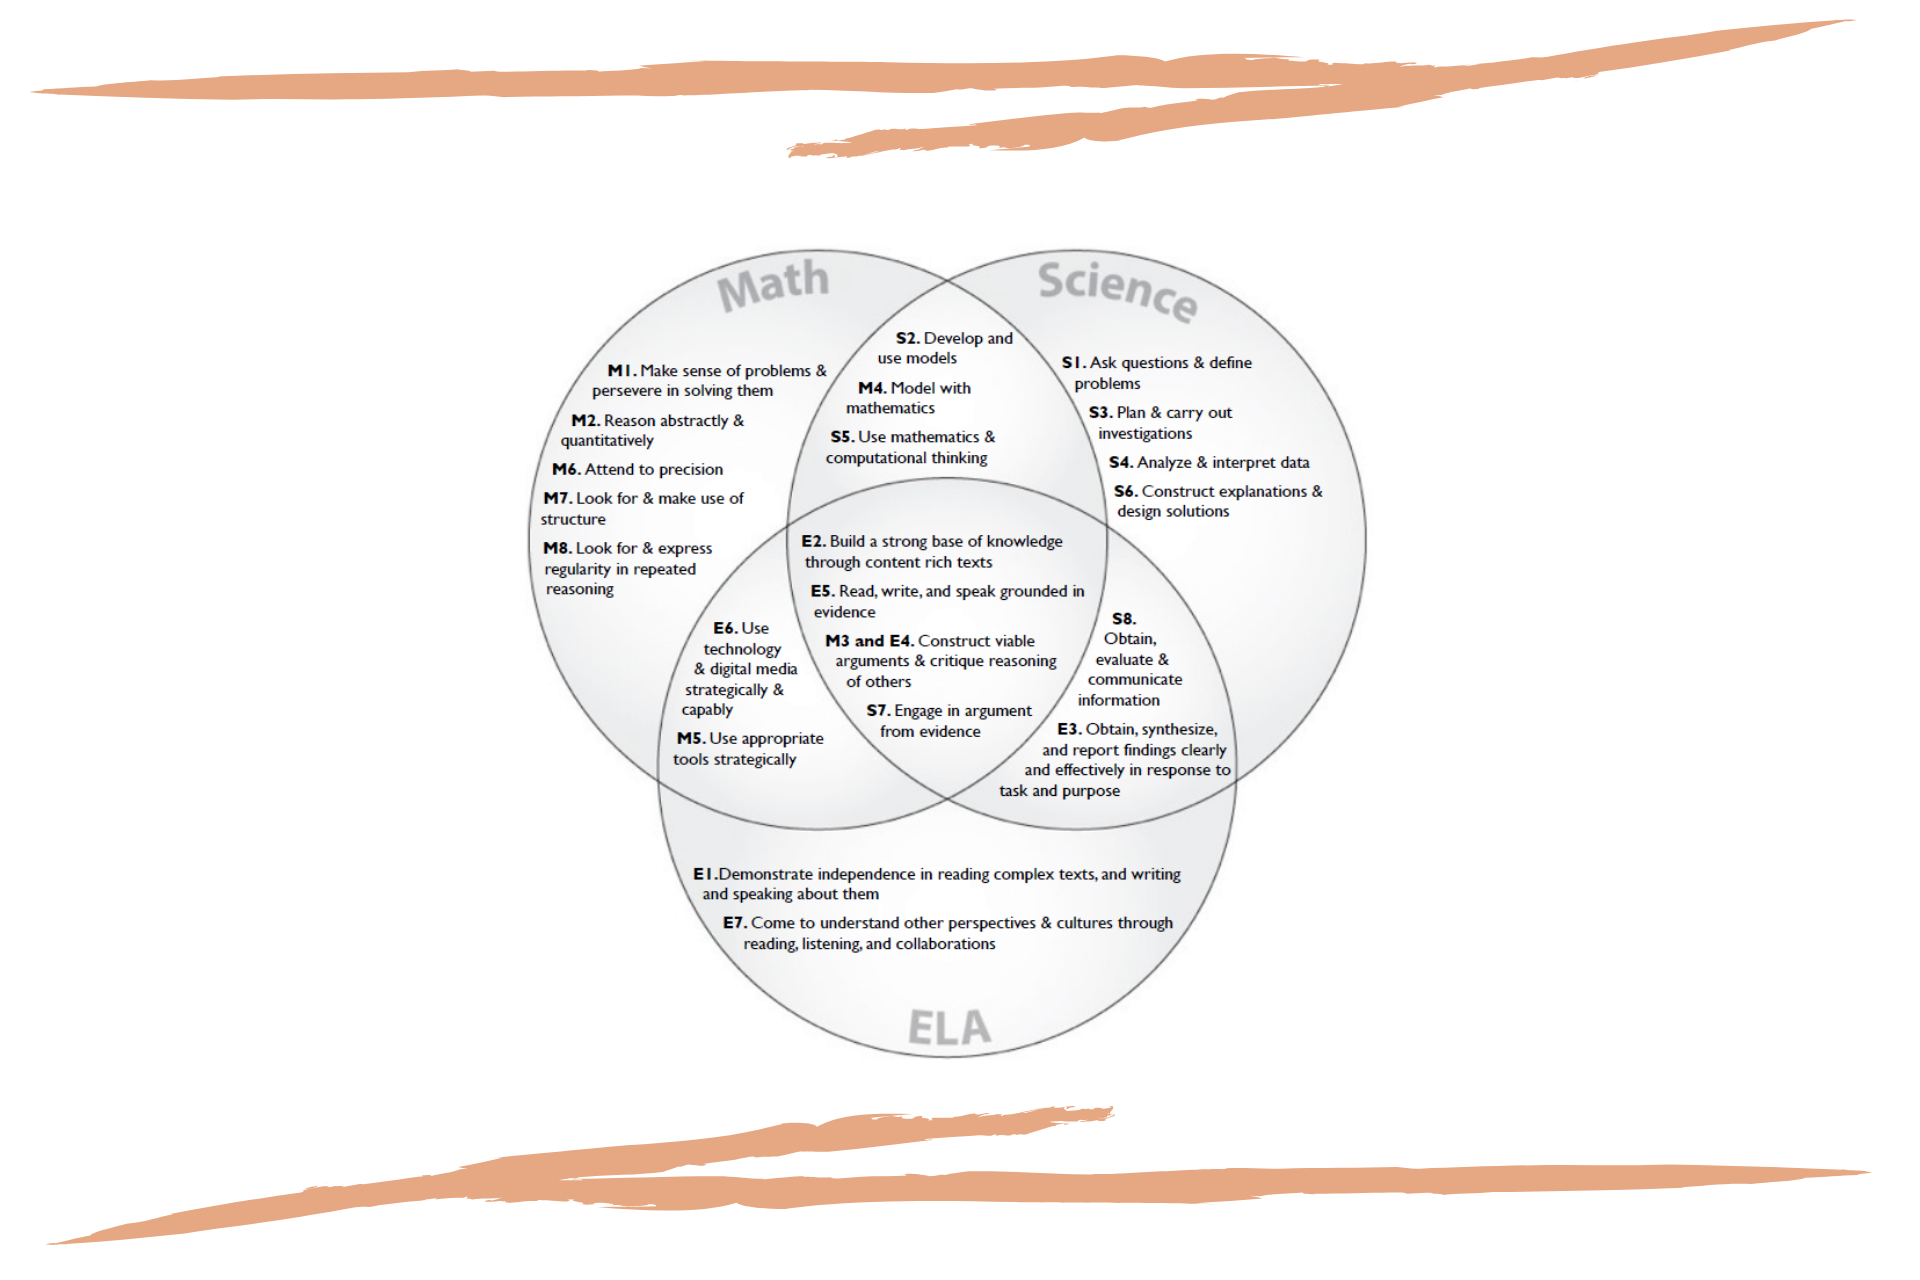 Math
Science
M1. Make sense of problems &
persevere in solving them
M2. Reason abstractly &
quantitatively
M6. Attend to precision
M7. Look for & make use of
structure
M8. Look for & express
regularity in repeated
reasoning
S2. Develop and
use models
M4. Model with
mathematics
S5. Use mathematics &
computational thinking
S1. Ask questions & define
problems
S3. Plan & carry out
investigations
S4. Analyze & interpret data
S6. Construct explanations &
design solutions
E2. Build a strong base of knowledge
through content rich texts
E5. Read, write, and speak grounded in
evidence
M3 and E4. Construct viable
arguments & critique reasoning
of others
S7. Engage in argument
from evidence
E6. Use
technology
& digital media
strategically &
capably
M5. Use appropriate
tools strategically
S8.
Obtain,
evaluate &
communicate
information
E3. Obtain, synthesize,
and report findings clearly
and effectively in response to
task and purpose
E1.Demonstrate independence in reading complex texts, and writing
and speaking about them
E7. Come to understand other perspectives & cultures through
reading, listening, and collaborations
ELA